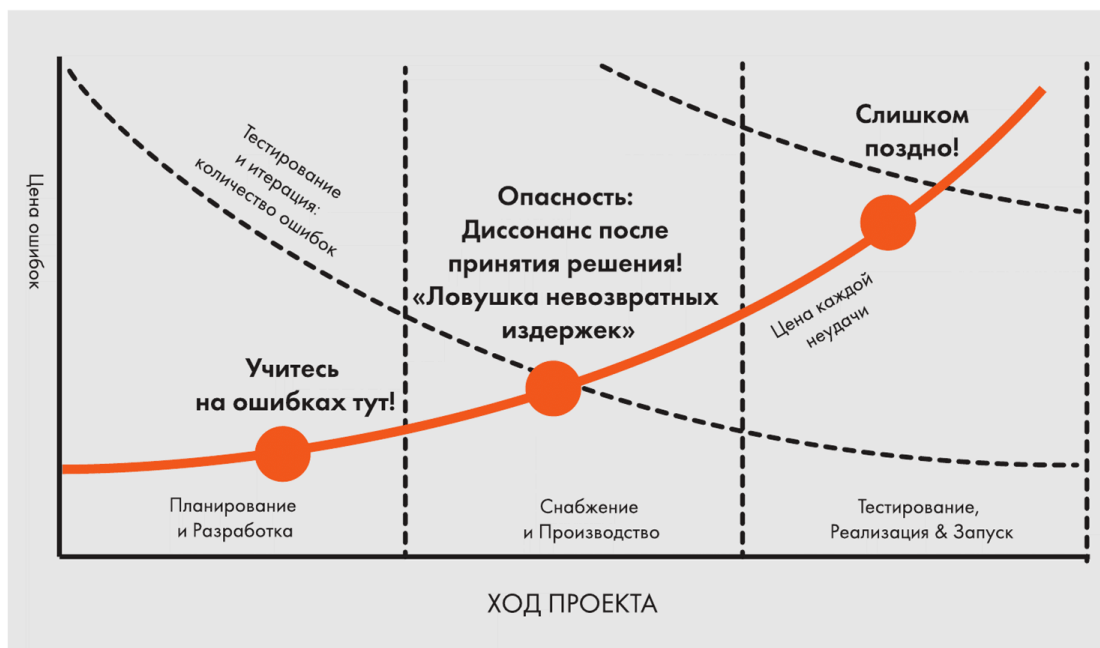 Цена ошибок
Тестирование
и итерация:
количество ошибок
Учитесь
на ошибках тут!
Опасность:
Диссонанс после
принятия решения!
«Ловушка невозвратных
издержек»
Слишком
поздно!
Цена каждой
неудачи
Планирование
и Разработка
Снабжение
и Производство
Тестирование,
Реализация & Запуск
ХОД ПРОЕКТА